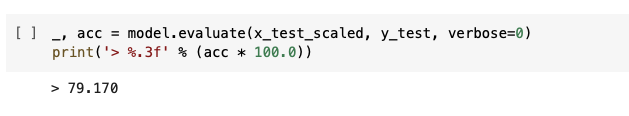 [ ] _, acc = model.evaluate(x_test_scaled, y_test, verbose=0)
print('> %.3f' % (acc * 100.0))
> 79.170